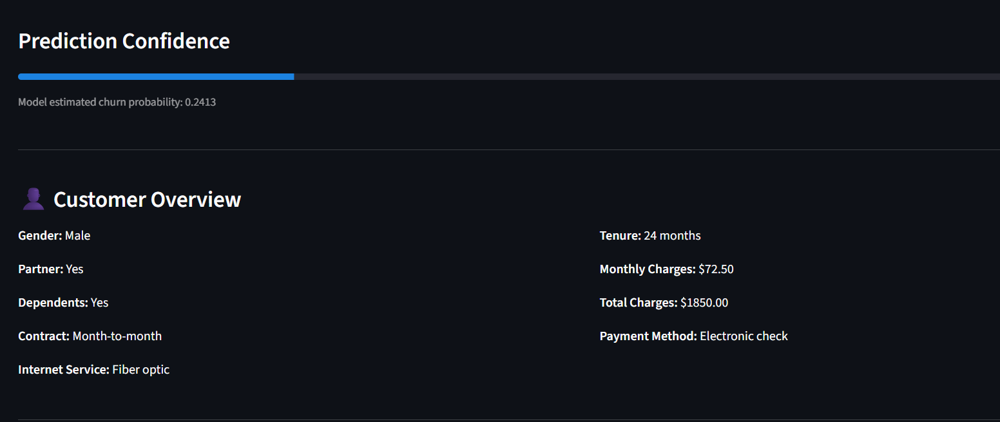 Prediction Confidence
Model estimated churn probability: 0.2413
Customer Overview
Gender: Male
Partner: Yes
Dependents: Yes
Contract: Month-to-month
Internet Service: Fiber optic
Tenure: 24 months
Monthly Charges: $72.50
Total Charges: $1850.00
Payment Method: Electronic check